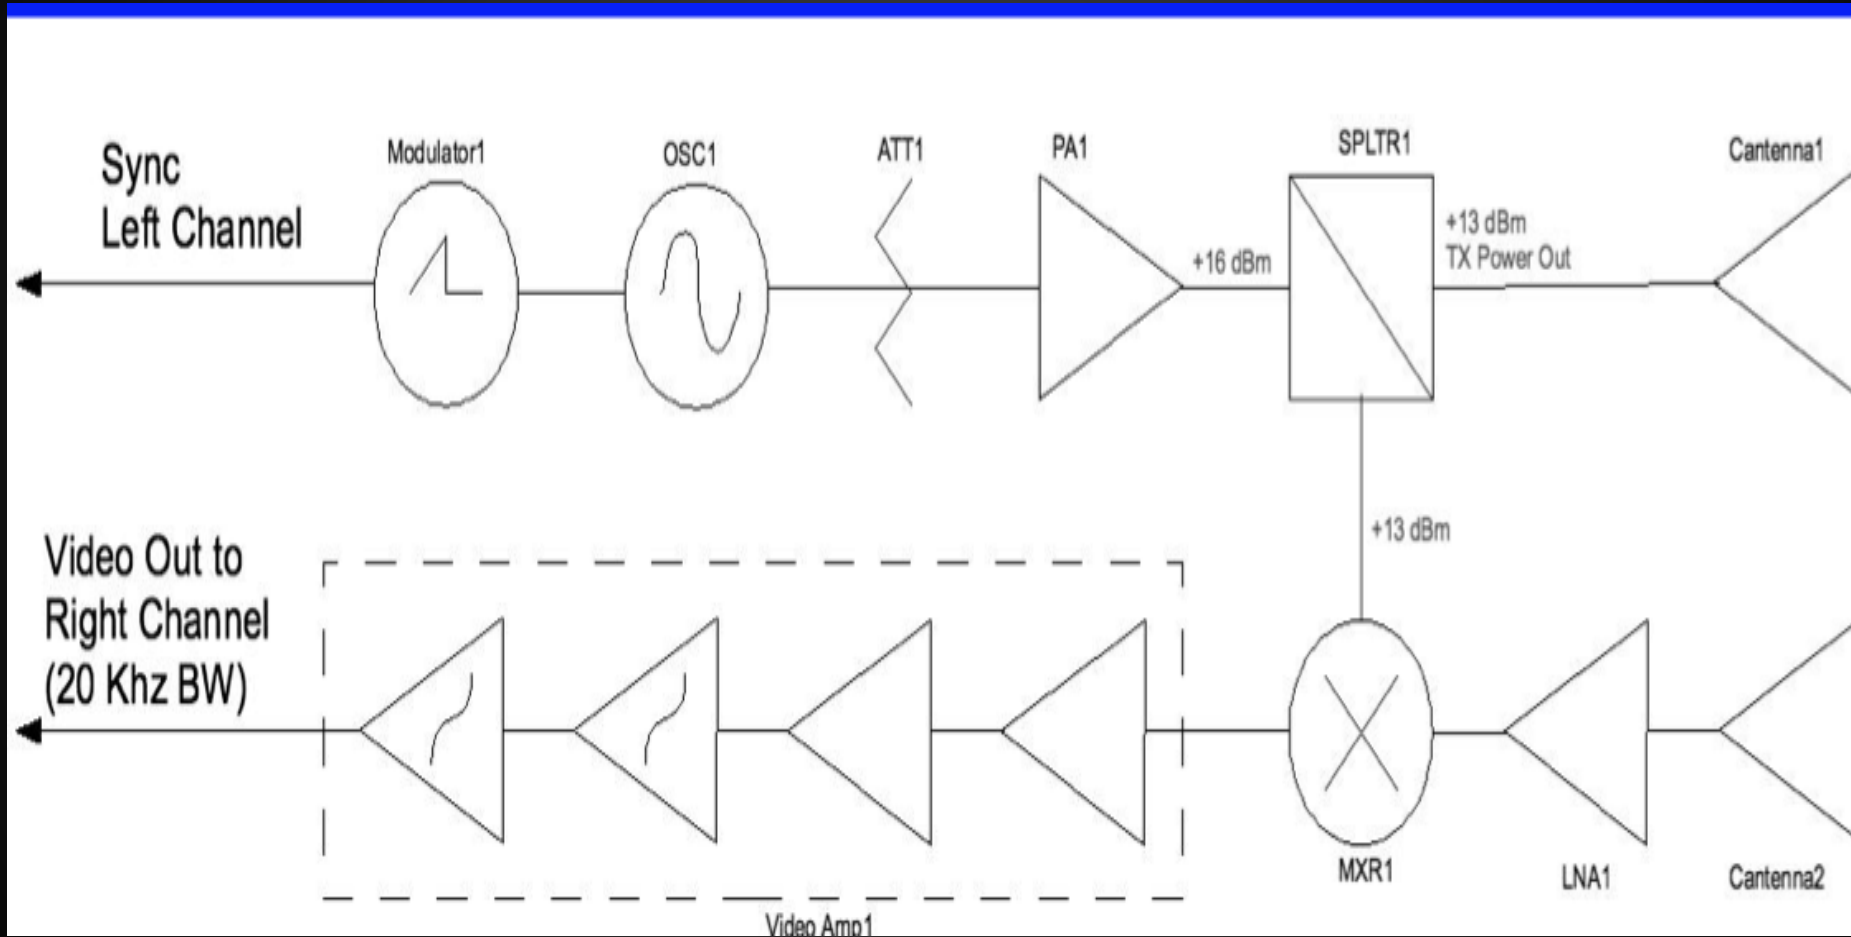 Sync
Left Channel
Modulator1
OSC1
ATT1
PA1
+16 dBm
SPLTR1
+13 dBm
TX Power Out
Cantenna1
+13 dBm
Video Out to
Right Channel
(20 Khz BW)
Video Amp1
MXR1
LNA1
Cantenna2